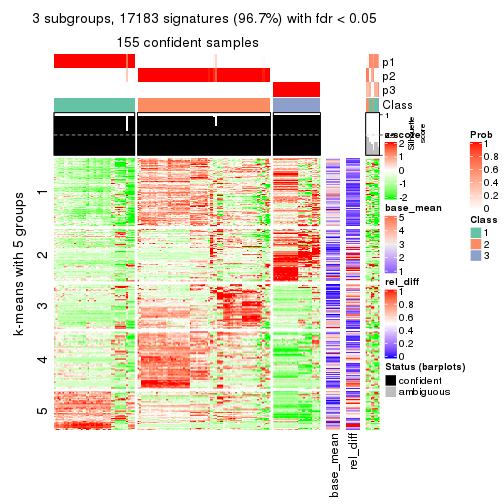 3 subgroups, 17183 signatures (96.7%) with fdr < 0.05
155 confident samples
p1
p2
p3
Class
1
Silhouette
score
k-means with 5 groups
1
2
3
4
5
base_mean
rel_diff
z-score
2
1
0
-1
-2
base_mean
5
4
3
2
1
rel_diff
1
0.8
0.6
0.4
0.2
0
Status (barplots)
confident
ambiguous
Prob
1
0.8
0.6
0.4
0.2
0
Class
1
2
3